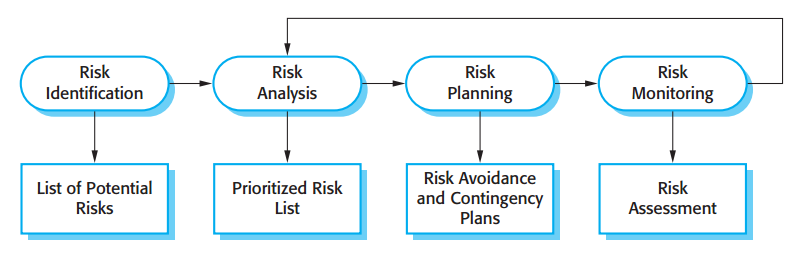 Risk
Identification
Risk
Analysis
Risk
Planning
Risk
Monitoring
List of Potential
Risks
Prioritized Risk
List
Risk Avoidance
and Contingency
Plans
Risk
Assessment